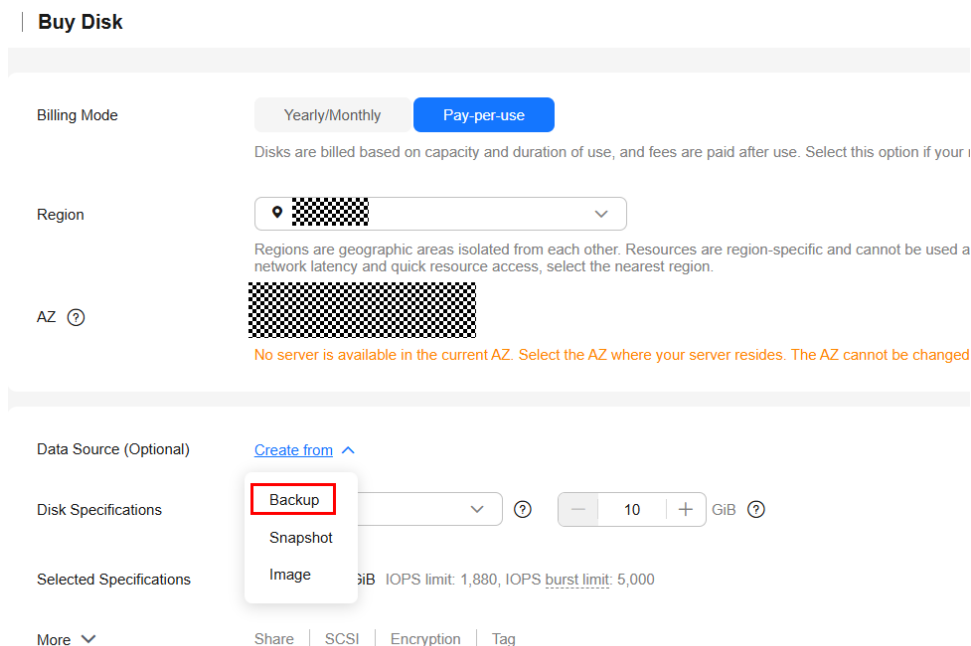 Buy Disk
Billing Mode
Yearly/Monthly
Pay-per-use
Disks are billed based on capacity and duration of use, and fees are paid after use. Select this option if your
Region
Regions are geographic areas isolated from each other. Resources are region-specific and cannot be used a
network latency and quick resource access, select the nearest region.
AZ ?
No server is available in the current AZ. Select the AZ where your server resides. The AZ cannot be changed
Data Source (Optional)
Create from
Backup
Snapshot
Image
Disk Specifications
? − 10 + GiB ?
Selected Specifications
GiB IOPS limit: 1,880, IOPS burst limit: 5,000
More
Share | SCSI | Encryption | Tag